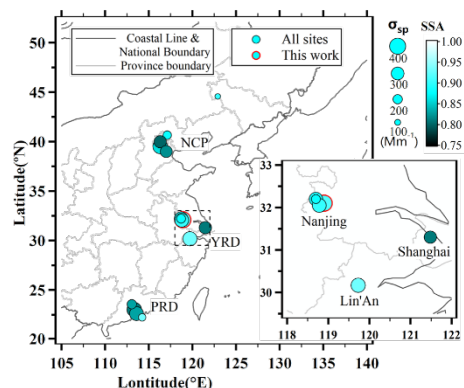 Coastal Line &
National Boundary
Province boundary
All sites
This work
σsp
400
300
200
100
(Mm-1)
SSA
1.00
0.95
0.90
0.85
0.80
0.75
50
45
40
35
30
25
20
Latitude(°N)
NCP
YRD
PRD
33
32
31
30
Nanjing
Shanghai
Lin'An
118 119 120 121 122
105 110 115 120 125 130 135 140
Lontitude(°E)